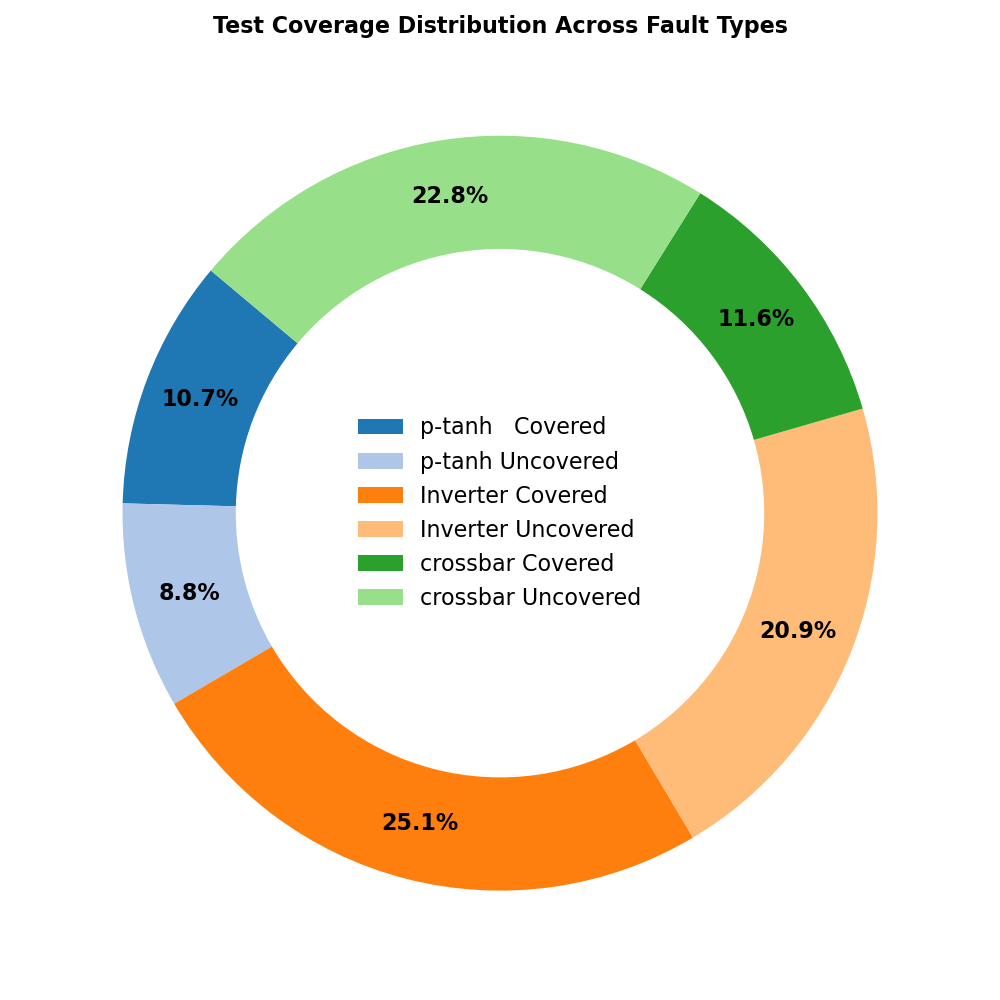 Test Coverage Distribution Across Fault Types
22.8%
11.6%
10.7%
p-tanh   Covered
p-tanh Uncovered
Inverter Covered
Inverter Uncovered
crossbar Covered
crossbar Uncovered
8.8%
20.9%
25.1%